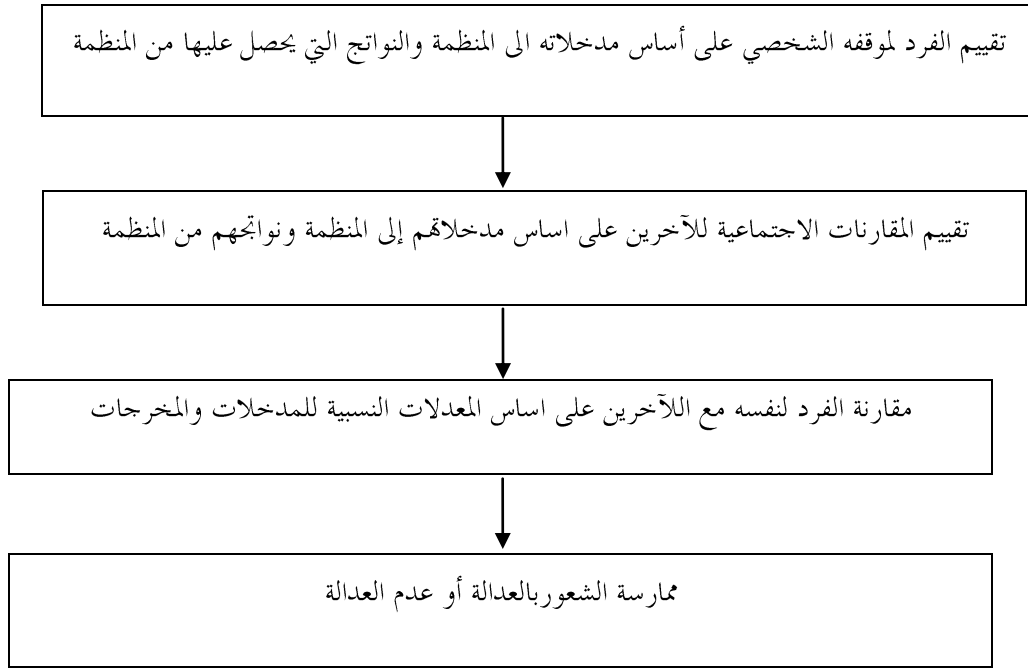 تقييم الفرد لموقفه الشخصي على أساس مدخلاته الى المنظمة والنواتج التي يحصل عليها من المنظمة
تقييم المقارنات الاجتماعية للآخرين على اساس مدخلاتهم إلى المنظمة ونواتجهم من المنظمة
مقارنة الفرد لنفسه مع اللآخرين على اساس المعدلات النسبية للمدخلات والمخرجات
ممارسة الشعوربالعدالة أو عدم العدالة